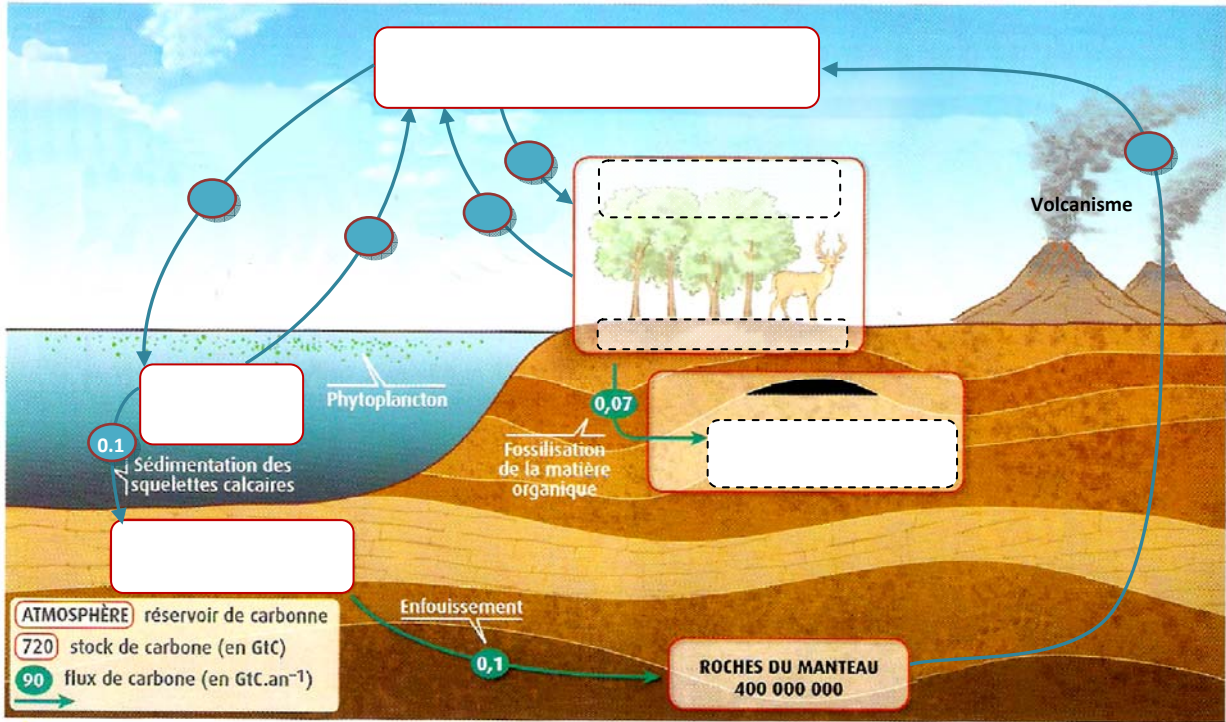 Volcanisme
Phytoplancton
0,07
Fossilisation
de la matière
organique
0.1
Sédimentation des
squelettes calcaires
Enfouissement
0,1
ROCHES DU MANTEAU
400 000 000
ATMOSPHÈRE réservoir de carbonne
720 stock de carbone (en GtC)
90 flux de carbone (en GtC.an⁻¹)